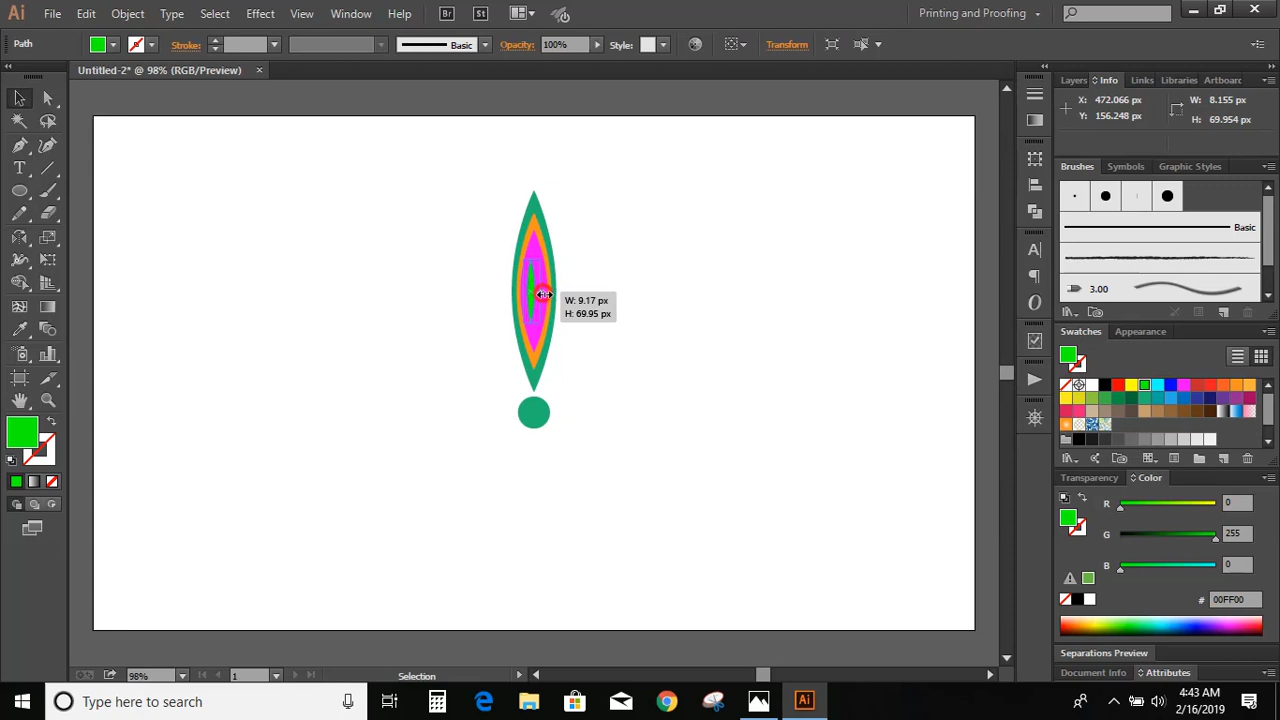 Ai File Edit Object Type Select Effect View Window Help Br St Printing and Proofing
Path Stroke: Basic Opacity: 100% Style: Transform
Untitled-2* @ 98% (RGB/Preview)
Layers Info Links Libraries Artboar
X: 472.066 px W: 8.155 px
Y: 156.248 px H: 69.954 px
Brushes Symbols Graphic Styles
Basic
3.00
W: 9.17 px
H: 69.95 px
Swatches Appearance
Transparency Color
R 0
G 255
B 0
# 00FF00
Separations Preview
Document Info Attributes
98% 1 Selection
Type here to search
4:43 AM
2/16/2019